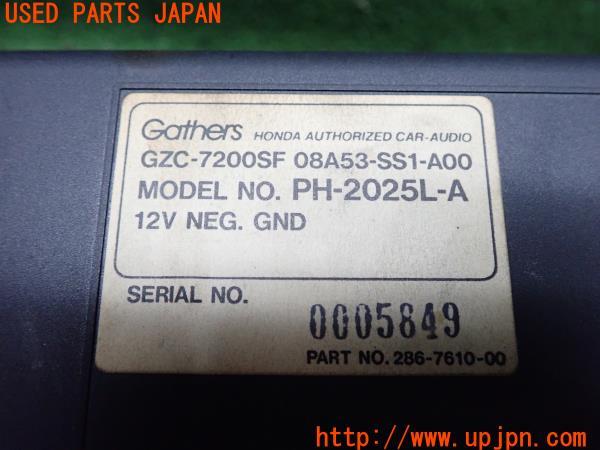 USED PARTS JAPAN
Gathers HONDA AUTHORIZED CAR-AUDIO
GZC-7200SF 08A53-SS1-A00
MODEL NO. PH-2025L-A
12V NEG. GND
SERIAL NO.
0005849
PART NO. 286-7610-00
http://www.upjpn.com/